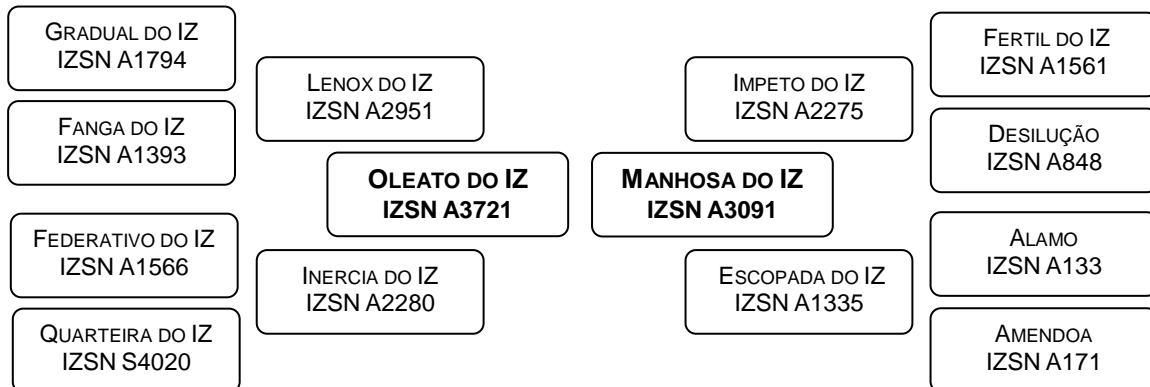 GRADUAL DO IZ
IZSN A1794
FANGA DO IZ
IZSN A1393
FEDERATIVO DO IZ
IZSN A1566
QUARTEIRA DO IZ
IZSN S4020
LENOX DO IZ
IZSN A2951
INERCIA DO IZ
IZSN A2280
OLEATO DO IZ
IZSN A3721
MANHOSA DO IZ
IZSN A3091
IMPETO DO IZ
IZSN A2275
ESCOPADA DO IZ
IZSN A1335
FERTIL DO IZ
IZSN A1561
DESILUÇÃO
IZSN A848
ALAMO
IZSN A133
AMENDOA
IZSN A171